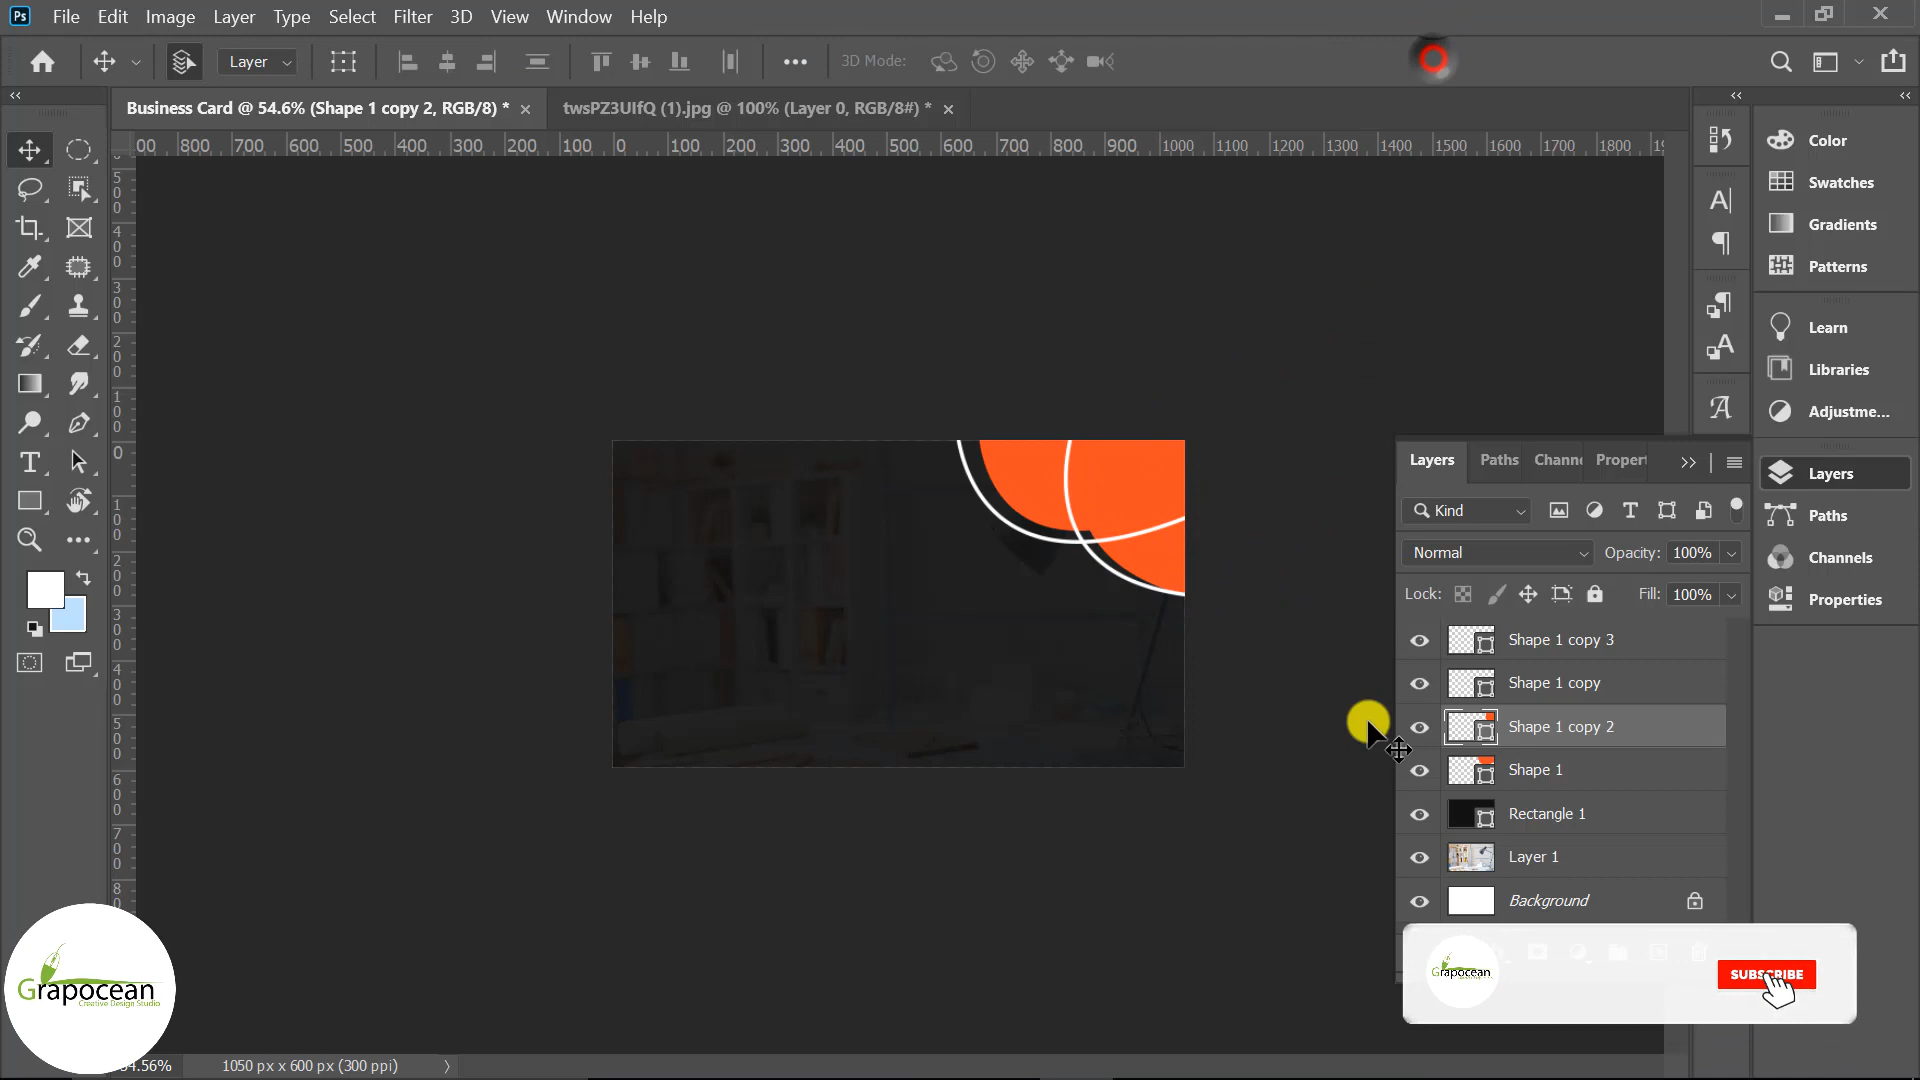 Ps File Edit Image Layer Type Select Filter 3D View Window Help
Layer 3D Mode:
Business Card @ 54.6% (Shape 1 copy 2, RGB/8) * × twsPZ3UIfQ (1).jpg @ 100% (Layer 0, RGB/8#) * ×
00 800 700 600 500 400 300 200 100 0 100 200 300 400 500 600 700 800 900 1000 1100 1200 1300 1400 1500 1600 1700 1800
Color
Swatches
Gradients
Patterns
Learn
Libraries
Adjustme...
Layers
Paths
Channels
Properties
Layers Paths Chann Propert
Kind
Normal Opacity: 100%
Lock: Fill: 100%
Shape 1 copy 3
Shape 1 copy
Shape 1 copy 2
Shape 1
Rectangle 1
Layer 1
Background
Grapocean
SUBSCRIBE
Grapocean
Creative Design Studio
1050 px x 600 px (300 ppi)